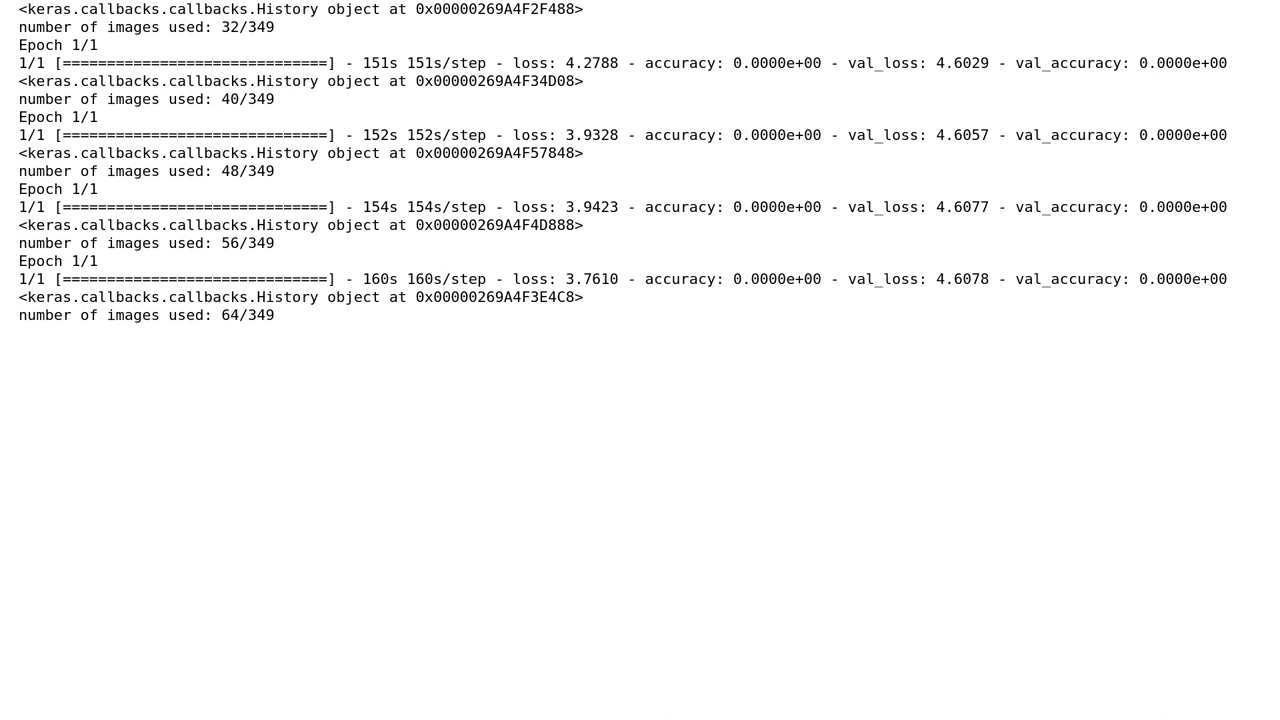 <keras.callbacks.callbacks.History object at 0x00000269A4F2F488>
number of images used: 32/349
Epoch 1/1
1/1 [==============================] - 151s 151s/step - loss: 4.2788 - accuracy: 0.0000e+00 - val_loss: 4.6029 - val_accuracy: 0.0000e+00
<keras.callbacks.callbacks.History object at 0x00000269A4F34D08>
number of images used: 40/349
Epoch 1/1
1/1 [==============================] - 152s 152s/step - loss: 3.9328 - accuracy: 0.0000e+00 - val_loss: 4.6057 - val_accuracy: 0.0000e+00
<keras.callbacks.callbacks.History object at 0x00000269A4F57848>
number of images used: 48/349
Epoch 1/1
1/1 [==============================] - 154s 154s/step - loss: 3.9423 - accuracy: 0.0000e+00 - val_loss: 4.6077 - val_accuracy: 0.0000e+00
<keras.callbacks.callbacks.History object at 0x00000269A4F4D888>
number of images used: 56/349
Epoch 1/1
1/1 [==============================] - 160s 160s/step - loss: 3.7610 - accuracy: 0.0000e+00 - val_loss: 4.6078 - val_accuracy: 0.0000e+00
<keras.callbacks.callbacks.History object at 0x00000269A4F3E4C8>
number of images used: 64/349